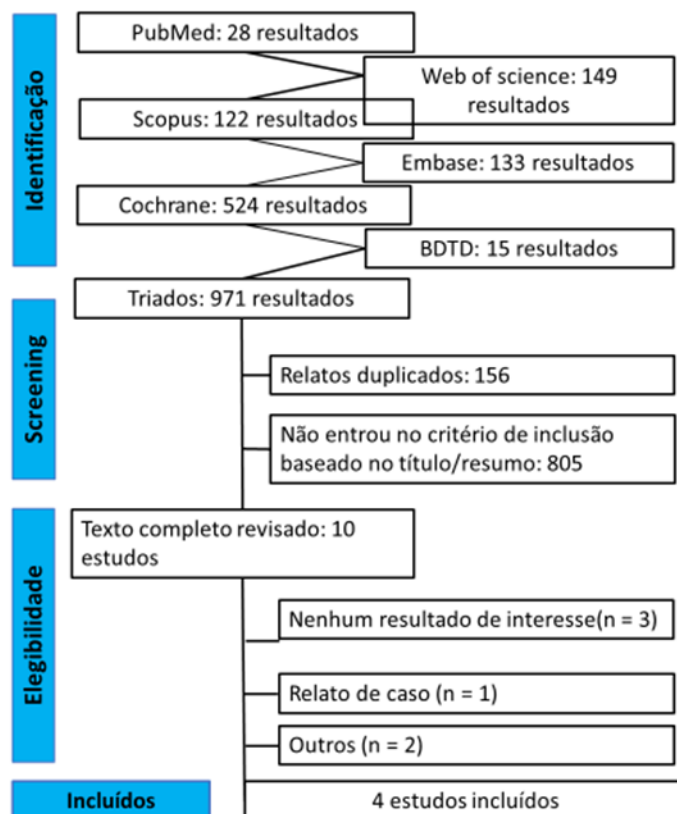 Identificação
PubMed: 28 resultados
Web of science: 149
resultados
Scopus: 122 resultados
Embase: 133 resultados
Cochrane: 524 resultados
BDTD: 15 resultados
Screening
Triados: 971 resultados
Relatos duplicados: 156
Não entrou no critério de inclusão
baseado no título/resumo: 805
Elegibilidade
Texto completo revisado: 10
estudos
Nenhum resultado de interesse(n = 3)
Relato de caso (n = 1)
Outros (n = 2)
Incluídos
4 estudos incluídos